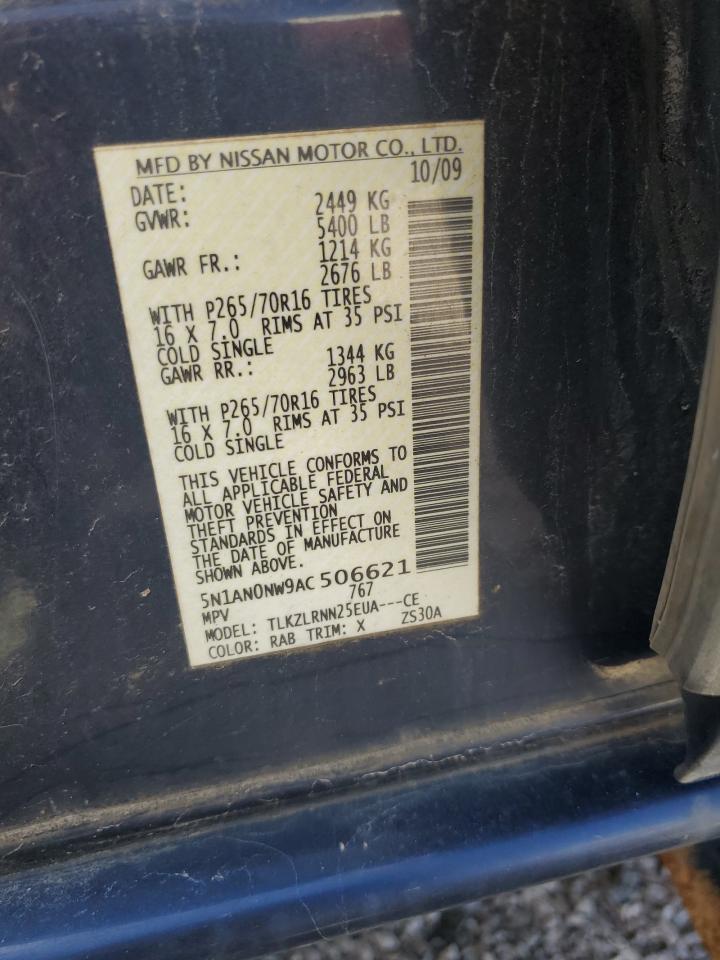 MFD BY NISSAN MOTOR CO., LTD.
DATE: 10/09
GVWR: 2449 KG
5400 LB
GAWR FR.: 1214 KG
2676 LB
WITH P265/70R16 TIRES
16 X 7.0 RIMS AT 35 PSI
COLD SINGLE
GAWR RR.: 1344 KG
2963 LB
WITH P265/70R16 TIRES
16 X 7.0 RIMS AT 35 PSI
COLD SINGLE
THIS VEHICLE CONFORMS TO
ALL APPLICABLE FEDERAL
MOTOR VEHICLE SAFETY AND
THEFT PREVENTION
STANDARDS IN EFFECT ON
THE DATE OF MANUFACTURE
SHOWN ABOVE.
5N1AN0NW9AC506621
MPV 767
MODEL: TLKZLRNN25EUA---CE
COLOR: RAB TRIM: X ZS30A